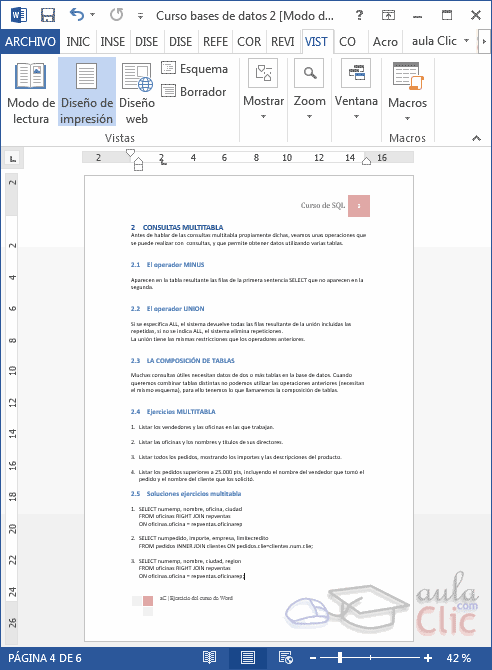 Curso bases de datos 2 [Modo d...
ARCHIVO INIC INSE DISE DISE REFE COR REVI VIST CO Acro aula Clic
Modo de lectura
Diseño de impresión
Diseño web
Esquema
Borrador
Mostrar
Zoom
Ventana
Macros
Vistas
Macros
L
2 2 4 6 8 10 12 14 16
2
2
4
6
8
10
12
14
16
18
20
22
24
26
Curso de SQL
2 CONSULTAS MULTITABLA
Antes de hablar de las consultas multitabla propiamente dichas, veamos unas operaciones que
se puede realizar con consultas, y que permite obtener datos utilizando varias tablas.
2.1 El operador MINUS
Aparecen en la tabla resultante las filas de la primera sentencia SELECT que no aparecen en la
segunda.
2.2 El operador UNION
Si se especifica ALL, el sistema devuelve todas las filas resultante de la unión incluidas las
repetidas, si no se indica ALL, el sistema elimina repeticiones.
La unión tiene las mismas restricciones que los operadores anteriores.
2.3 LA COMPOSICIÓN DE TABLAS
Muchas consultas útiles necesitan datos de dos o más tablas en la base de datos. Cuando
queremos combinar tablas distintas no podemos utilizar las operaciones anteriores (necesitan
el mismo esquema), para ello tenemos lo que llamaremos la composición de tablas.
2.4 Ejercicios MULTITABLA
1. Listar los vendedores y las oficinas en las que trabajan.
2. Listar las oficinas y los nombres y títulos de sus directores.
3. Listar todos los pedidos, mostrando los importes y las descripciones del producto.
4. Listar los pedidos superiores a 25.000 pts, incluyendo el nombre del vendedor que tomó el
pedido y el nombre del cliente que los solicitó.
2.5 Soluciones ejercicios multitabla
1. SELECT numemp, nombre, oficina, ciudad
FROM oficinas RIGHT JOIN repventas
ON oficinas.oficina = repventas.oficinarep
2. SELECT numpedido, importe, empresa, limitecredito
FROM pedidos INNER JOIN clientes ON pedidos.clie=clientes.num.clie;
3. SELECT numemp, nombre, ciudad, region
FROM oficinas RIGHT JOIN repventas
ON oficinas.oficina = repventas.oficinarep;
aC | Ejercicio del curso de Word
aula
.com
Clic
PÁGINA 4 DE 6
42 %